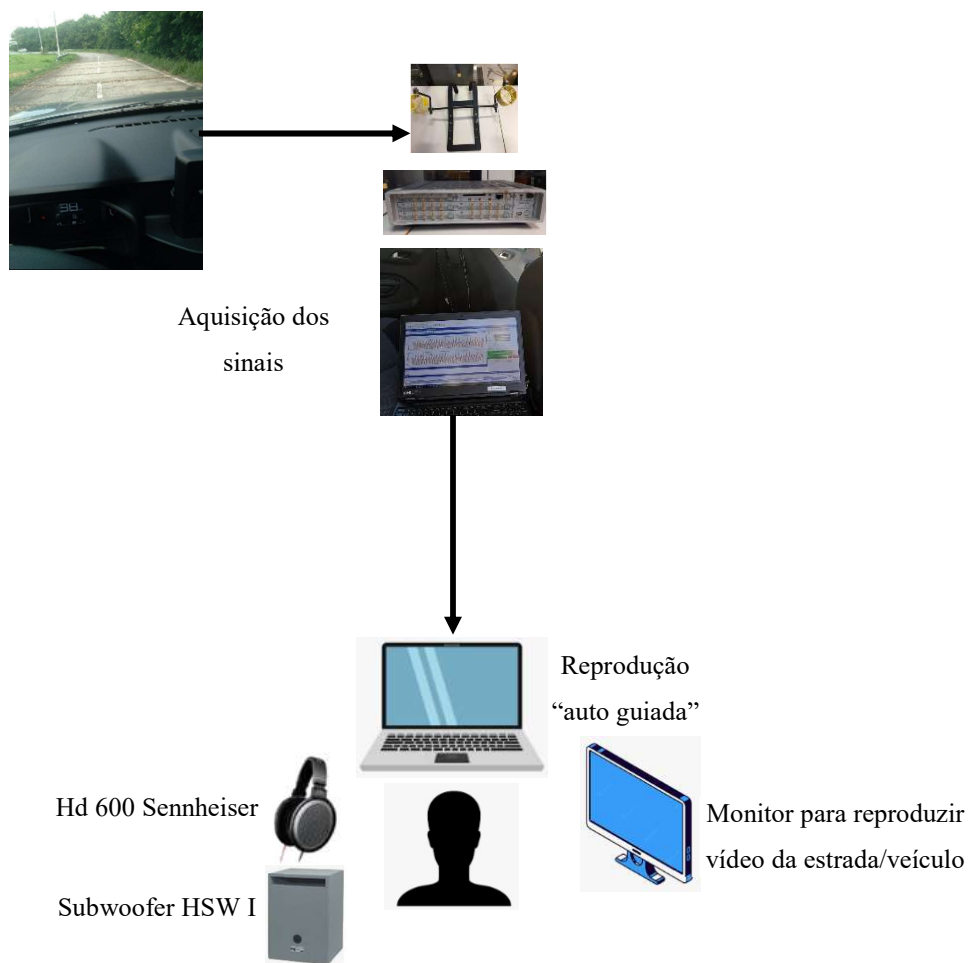 Aquisição dos
sinais
Reprodução
“auto guiada”
Hd 600 Sennheiser
Monitor para reproduzir
vídeo da estrada/veículo
Subwoofer HSW I